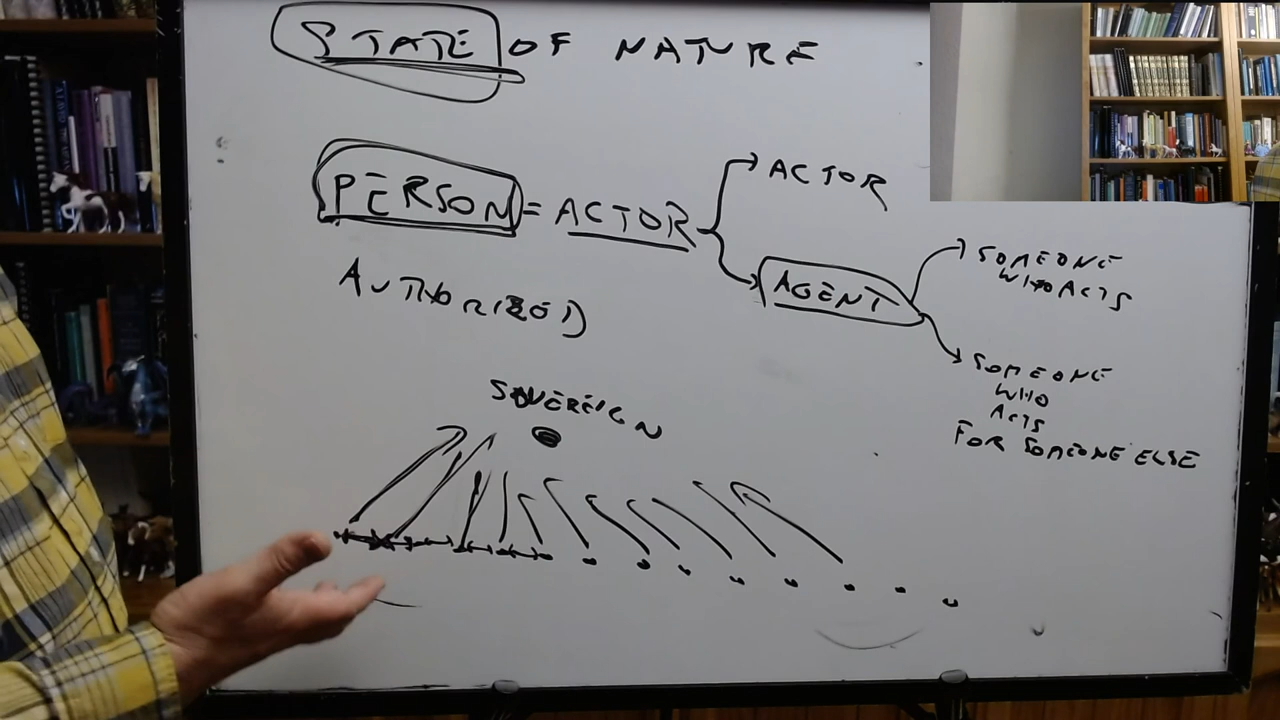 STATE OF NATURE
PERSON = ACTOR
ACTOR
AGENT
SOMEONE
WHO ACTS
SOMEONE
WHO
ACTS
FOR SOMEONE ELSE
AUTHORIZED
SOVEREIGN